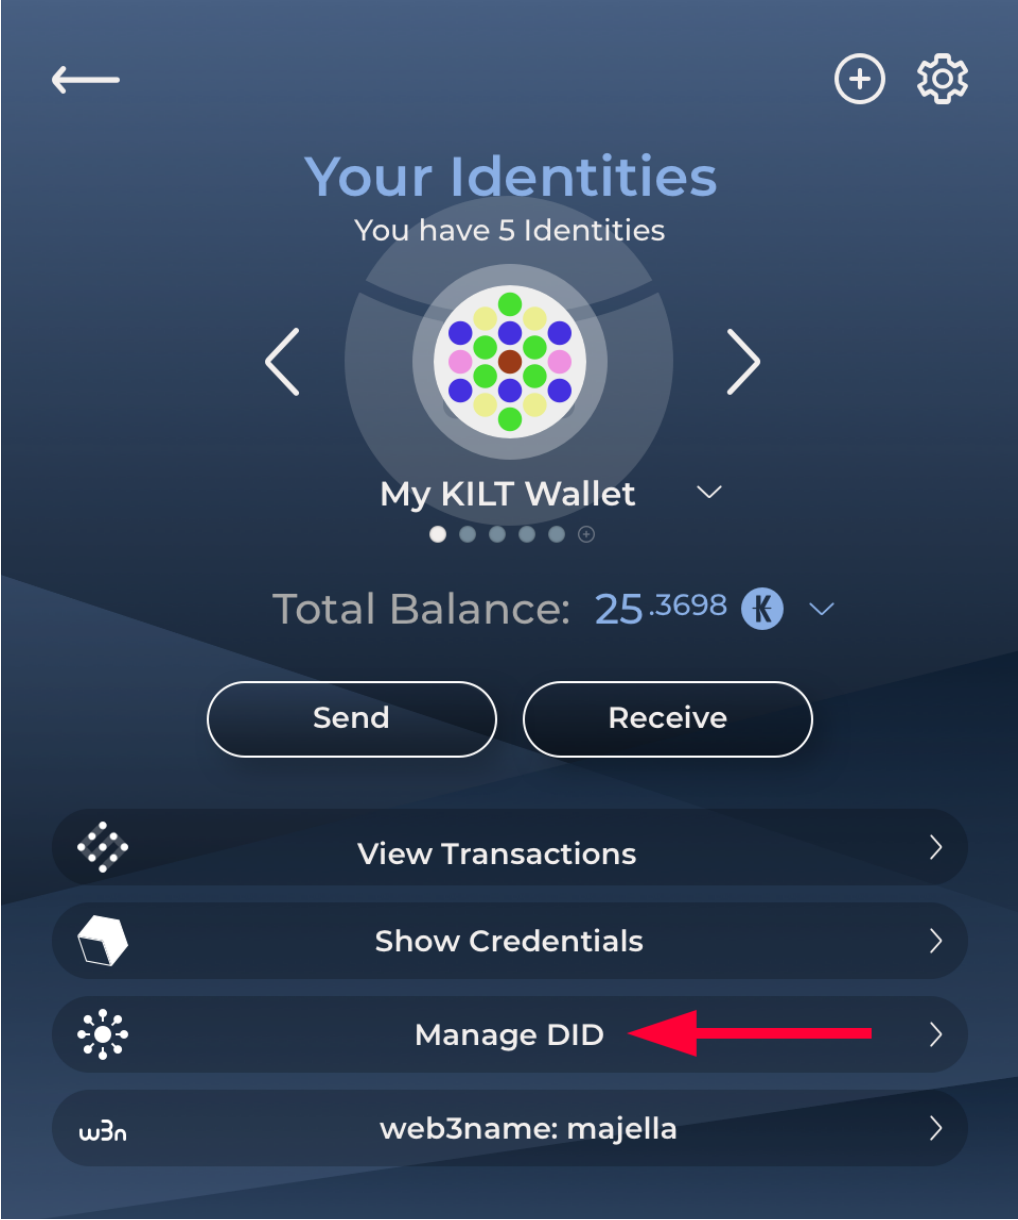 Your Identities
You have 5 Identities
My KILT Wallet
Total Balance: 25.3698 K
Send
Receive
View Transactions
Show Credentials
Manage DID
w3n
web3name: majella